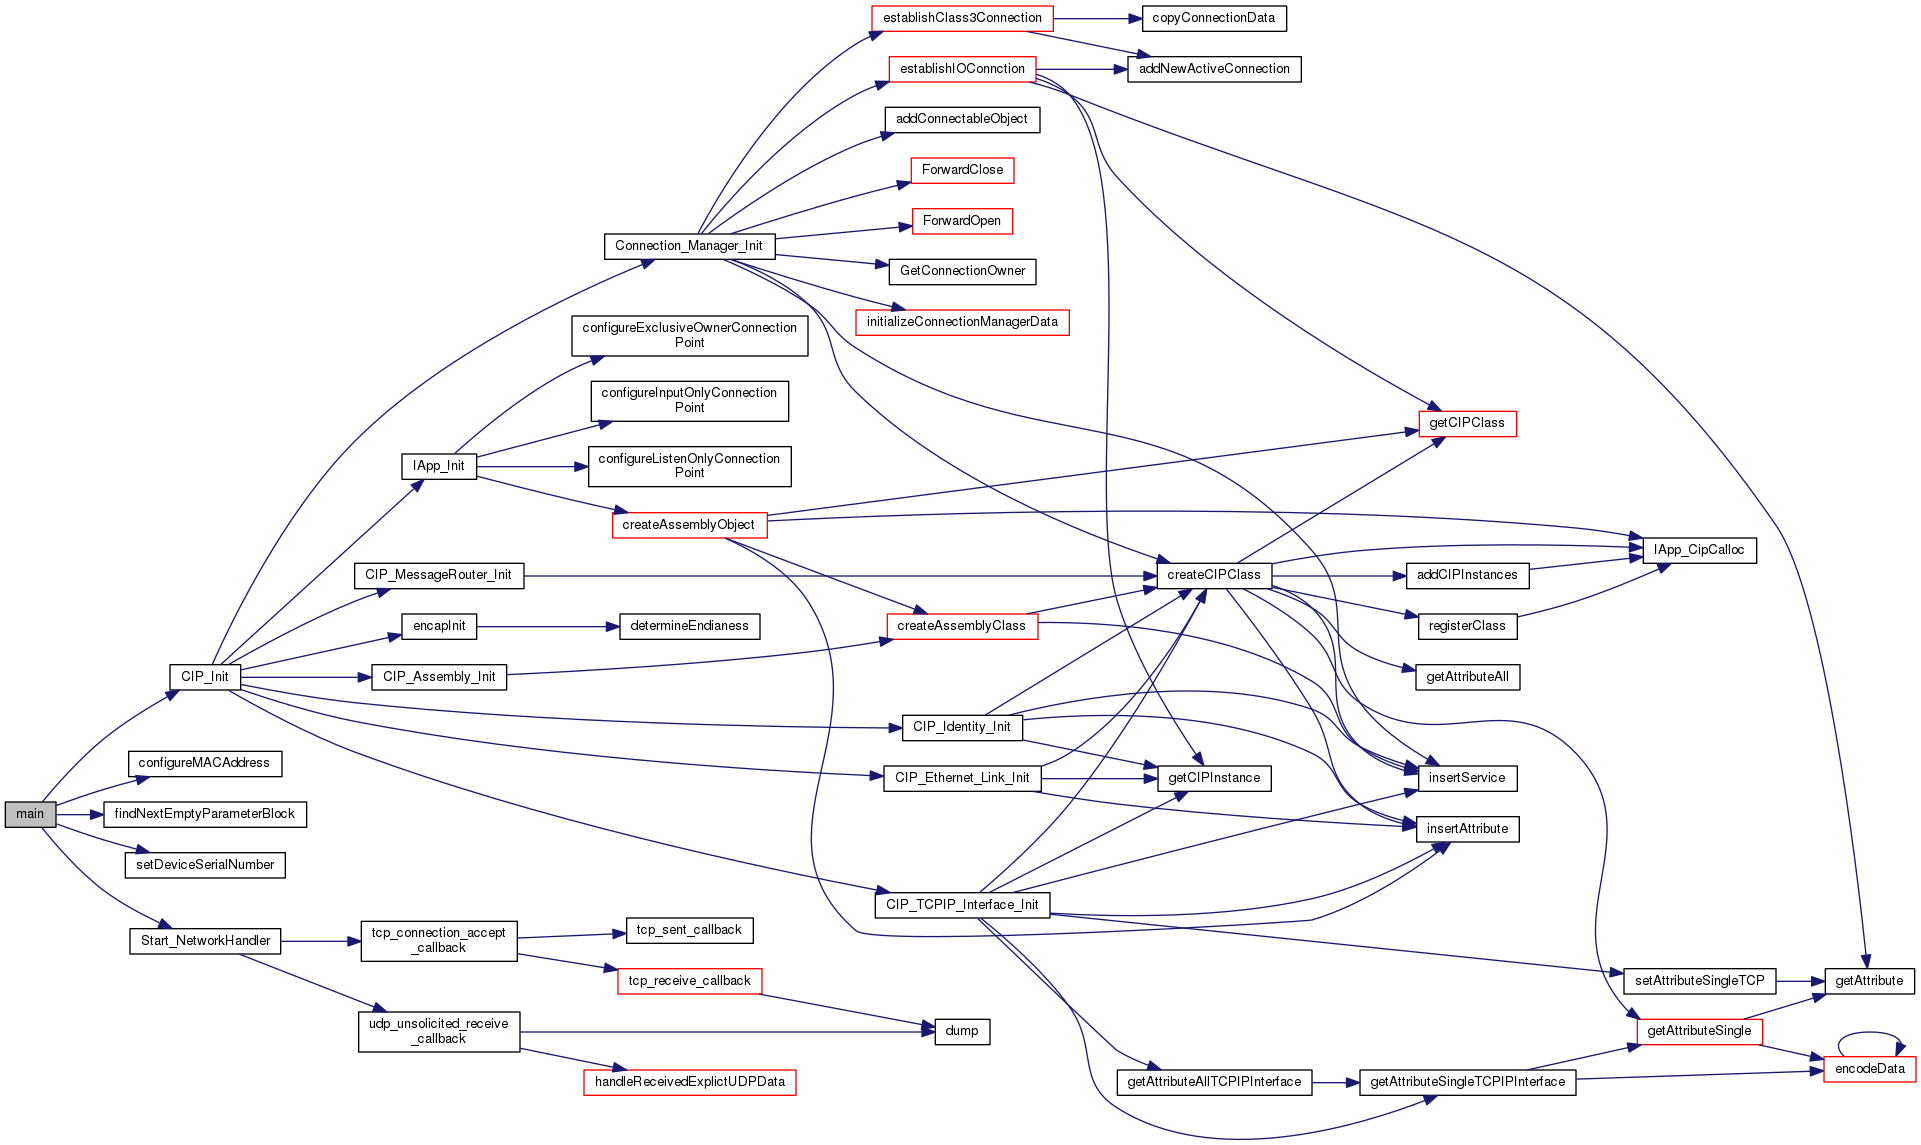 establishClass3Connection
copyConnectionData
establishIOConnction
addNewActiveConnection
addConnectableObject
ForwardClose
ForwardOpen
Connection_Manager_Init
GetConnectionOwner
initializeConnectionManagerData
configureExclusiveOwnerConnection
Point
configureInputOnlyConnection
Point
getCIPClass
IApp_Init
configureListenOnlyConnection
Point
createAssemblyObject
IApp_CipCalloc
CIP_MessageRouter_Init
createCIPClass
addCIPInstances
encapInit
determineEndianess
createAssemblyClass
registerClass
CIP_Init
CIP_Assembly_Init
getAttributeAll
CIP_Identity_Init
configureMACAddress
CIP_Ethernet_Link_Init
getCIPInstance
insertService
main
findNextEmptyParameterBlock
insertAttribute
setDeviceSerialNumber
CIP_TCPIP_Interface_Init
Start_NetworkHandler
tcp_connection_accept
_callback
tcp_sent_callback
tcp_receive_callback
setAttributeSingleTCP
getAttribute
udp_unsolicited_receive
_callback
dump
getAttributeSingle
handleReceivedExplictUDPData
getAttributeAllTCPIPInterface
getAttributeSingleTCPIPInterface
encodeData